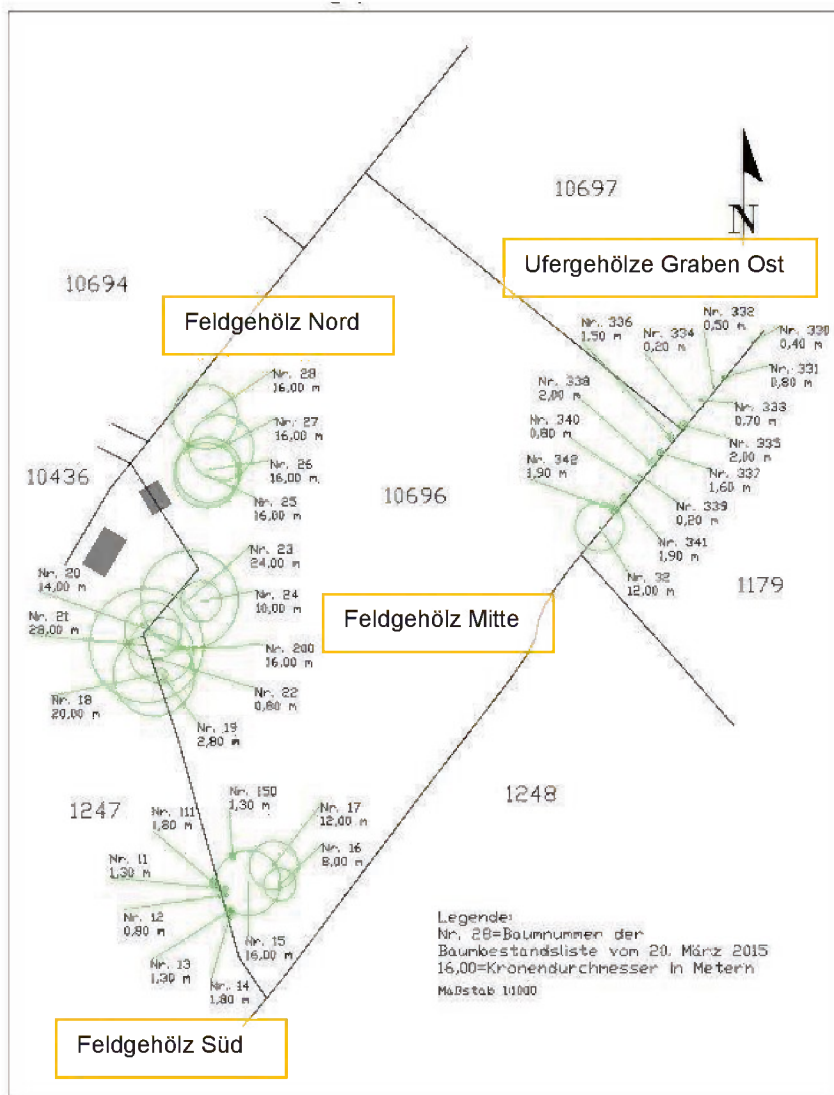 10697
N
Ufergehölze Graben Ost
10694
Feldgehölz Nord
Nr. 336
1,50 m
Nr. 334
0,20 m
Nr. 332
0,50 m
Nr. 330
0,40 m
Nr. 331
0,80 m
Nr. 333
0,70 m
Nr. 335
2,00 m
Nr. 337
1,60 m
Nr. 339
0,20 m
Nr. 341
1,90 m
Nr. 338
2,00 m
Nr. 340
0,80 m
Nr. 342
1,90 m
Nr. 32
12,00 m
Nr. 28
16,00 m
Nr. 27
16,00 m
Nr. 26
16,00 m
Nr. 25
16,00 m
10436
10696
1179
Nr. 23
24,00 m
Nr. 24
10,00 m
Nr. 20
14,00 m
Nr. 21
28,00 m
Feldgehölz Mitte
Nr. 200
16,00 m
Nr. 22
0,80 m
Nr. 18
20,00 m
Nr. 19
2,80 m
1247
1248
Nr. 150
1,30 m
Nr. 111
1,80 m
Nr. 17
12,00 m
Nr. 16
8,00 m
Nr. 11
1,30 m
Nr. 12
0,80 m
Nr. 13
1,30 m
Nr. 14
1,80 m
Nr. 15
16,00 m
Legende:
Nr. 28=Baumnummer der
Baumbestandsliste vom 20. März 2015
16,00=Kronendurchmesser in Metern
Maßstab 1:1000
Feldgehölz Süd